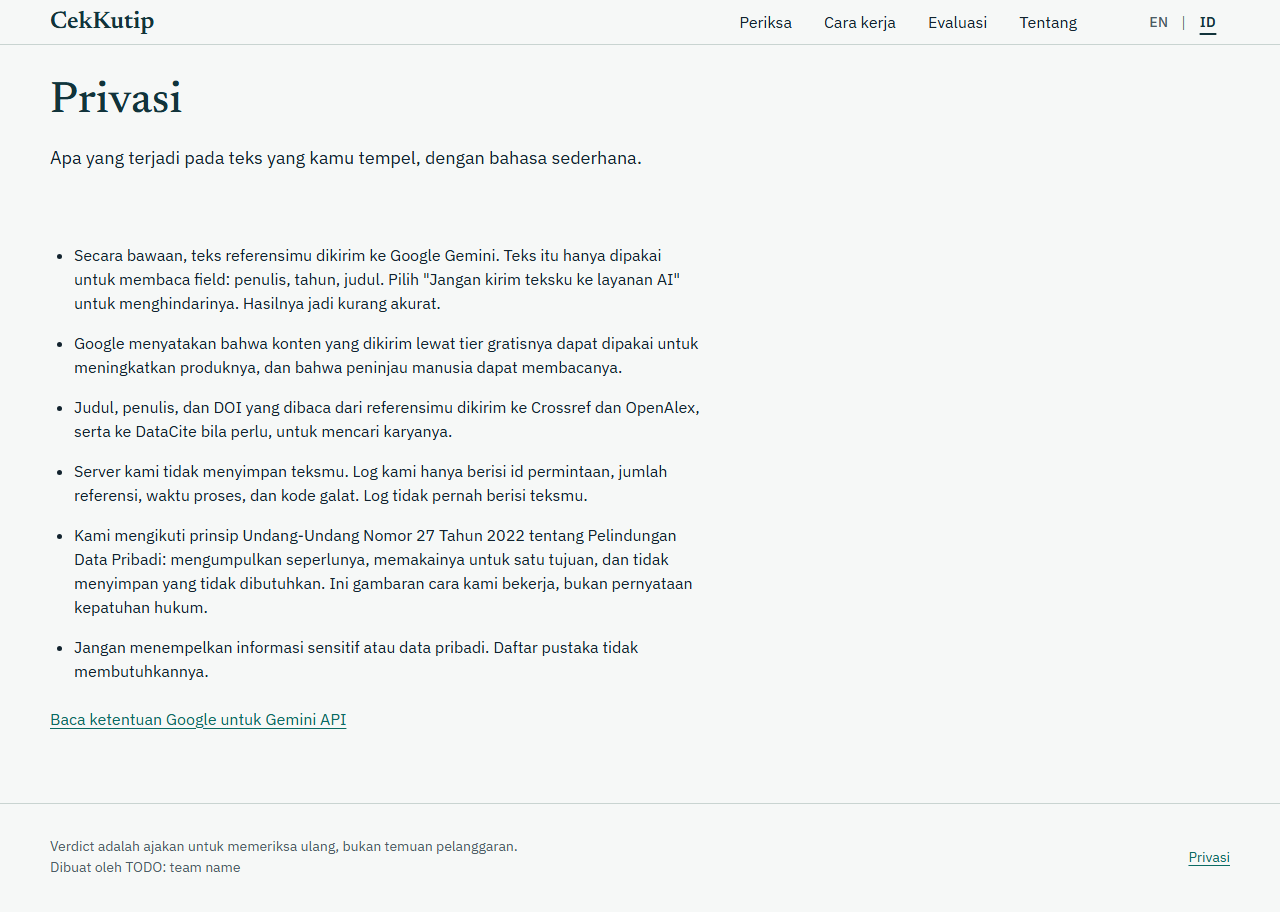 CekKutip
Periksa Cara kerja Evaluasi Tentang EN | ID
Privasi
Apa yang terjadi pada teks yang kamu tempel, dengan bahasa sederhana.
• Secara bawaan, teks referensimu dikirim ke Google Gemini. Teks itu hanya dipakai
untuk membaca field: penulis, tahun, judul. Pilih "Jangan kirim teksku ke layanan AI"
untuk menghindarinya. Hasilnya jadi kurang akurat.
• Google menyatakan bahwa konten yang dikirim lewat tier gratisnya dapat dipakai untuk
meningkatkan produknya, dan bahwa peninjau manusia dapat membacanya.
• Judul, penulis, dan DOI yang dibaca dari referensimu dikirim ke Crossref dan OpenAlex,
serta ke DataCite bila perlu, untuk mencari karyanya.
• Server kami tidak menyimpan teksmu. Log kami hanya berisi id permintaan, jumlah
referensi, waktu proses, dan kode galat. Log tidak pernah berisi teksmu.
• Kami mengikuti prinsip Undang-Undang Nomor 27 Tahun 2022 tentang Pelindungan
Data Pribadi: mengumpulkan seperlunya, memakainya untuk satu tujuan, dan tidak
menyimpan yang tidak dibutuhkan. Ini gambaran cara kami bekerja, bukan pernyataan
kepatuhan hukum.
• Jangan menempelkan informasi sensitif atau data pribadi. Daftar pustaka tidak
membutuhkannya.
Baca ketentuan Google untuk Gemini API
Verdict adalah ajakan untuk memeriksa ulang, bukan temuan pelanggaran.
Dibuat oleh TODO: team name
Privasi